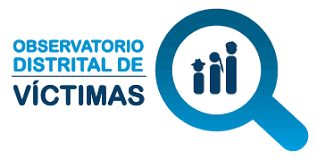 OBSERVATORIO
DISTRITAL DE
VÍCTIMAS